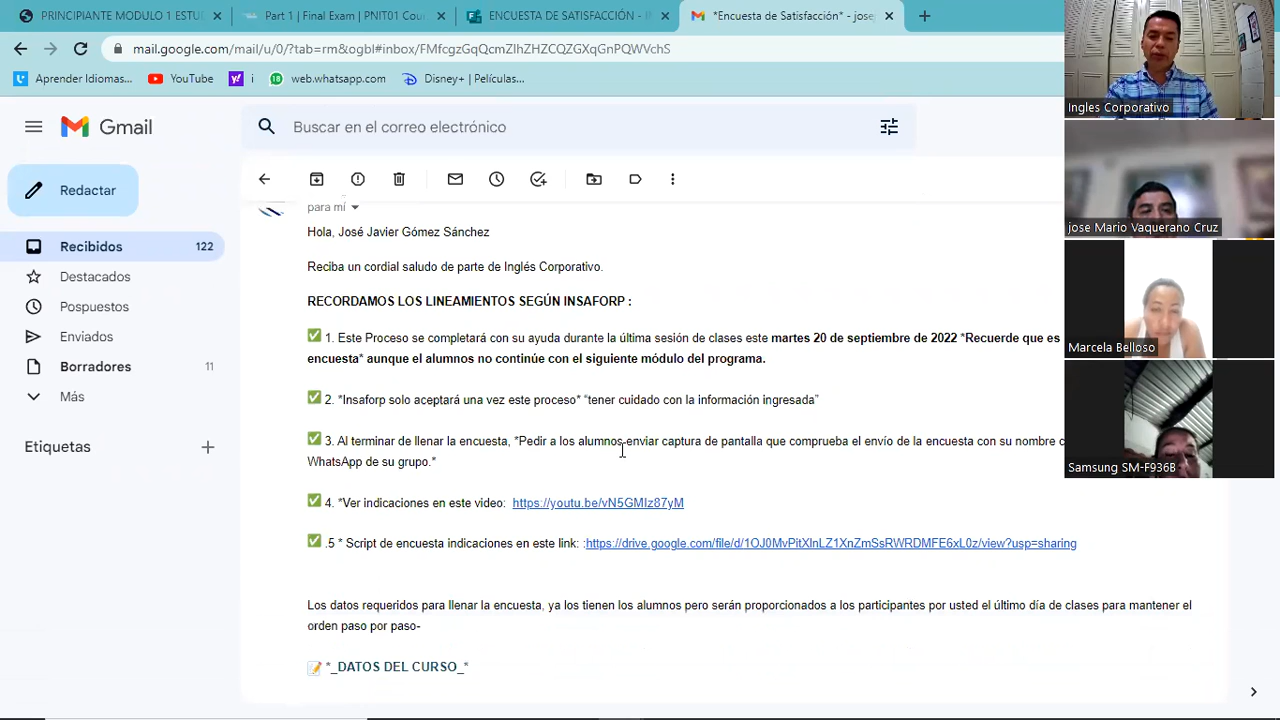 PRINCIPIANTE MODULO 1 ESTU
Part 1 | Final Exam | PNIT01 Cou
ENCUESTA DE SATISFACCIÓN -
*Encuesta de Satisfacción* - jose
Aprender Idiomas...
YouTube
i
web.whatsapp.com
Disney+ | Películas...
Gmail
Buscar en el correo electrónico
Redactar
Recibidos 122
Destacados
Pospuestos
Enviados
Borradores 11
Más
Etiquetas
para mí
Hola, José Javier Gómez Sánchez
Reciba un cordial saludo de parte de Inglés Corporativo.
RECORDAMOS LOS LINEAMIENTOS SEGÚN INSAFORP :
1. Este Proceso se completará con su ayuda durante la última sesión de clases este martes 20 de septiembre de 2022 *Recuerde que es
encuesta* aunque el alumnos no continúe con el siguiente módulo del programa.
2. *Insaforp solo aceptará una vez este proceso* “tener cuidado con la información ingresada”
3. Al terminar de llenar la encuesta, *Pedir a los alumnos enviar captura de pantalla que comprueba el envío de la encuesta con su nombre
WhatsApp de su grupo.*
4. *Ver indicaciones en este video: https://youtu.be/vN5GMIz87yM
.5 * Script de encuesta indicaciones en este link: :https://drive.google.com/file/d/1OJ0MvPitXlnLZ1XnZmSsRWRDMFE6xL0z/view?usp=sharing
Los datos requeridos para llenar la encuesta, ya los tienen los alumnos pero serán proporcionados a los participantes por usted el último día de clases para mantener el
orden paso por paso-
*_DATOS DEL CURSO_*
Ingles Corporativo
jose Mario Vaquerano Cruz
Marcela Belloso
Samsung SM-F936B